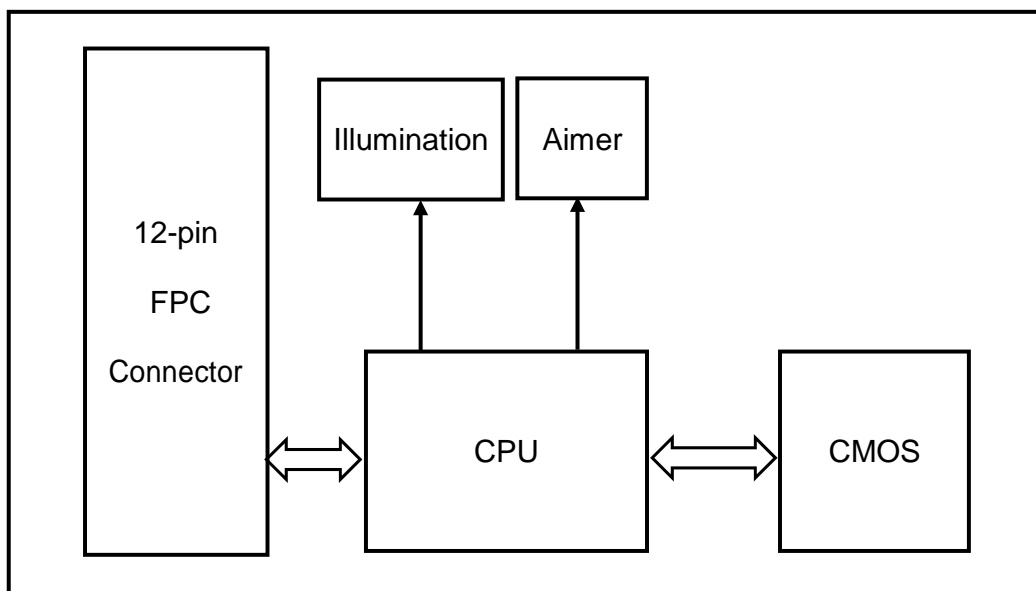 Illumination
Aimer
12-pin
FPC
Connector
CPU
CMOS